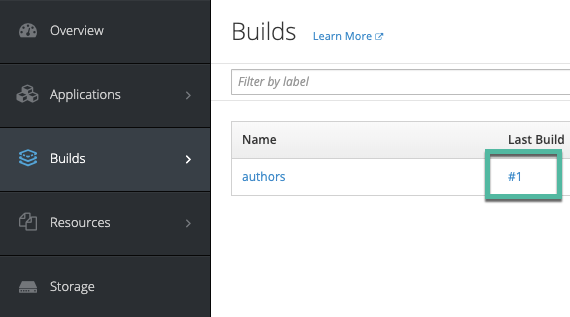 Overview
Applications
Builds
Resources
Storage
Builds Learn More
Filter by label
Name Last Build
authors #1